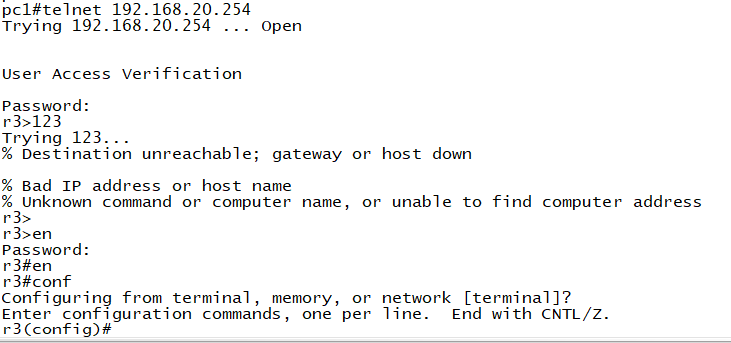 pc1#telnet 192.168.20.254
Trying 192.168.20.254 ... Open
User Access Verification
Password:
r3>123
Trying 123...
% Destination unreachable; gateway or host down
% Bad IP address or host name
% Unknown command or computer name, or unable to find computer address
r3>
r3>en
Password:
r3#en
r3#conf
Configuring from terminal, memory, or network [terminal]?
Enter configuration commands, one per line.  End with CNTL/Z.
r3(config)#